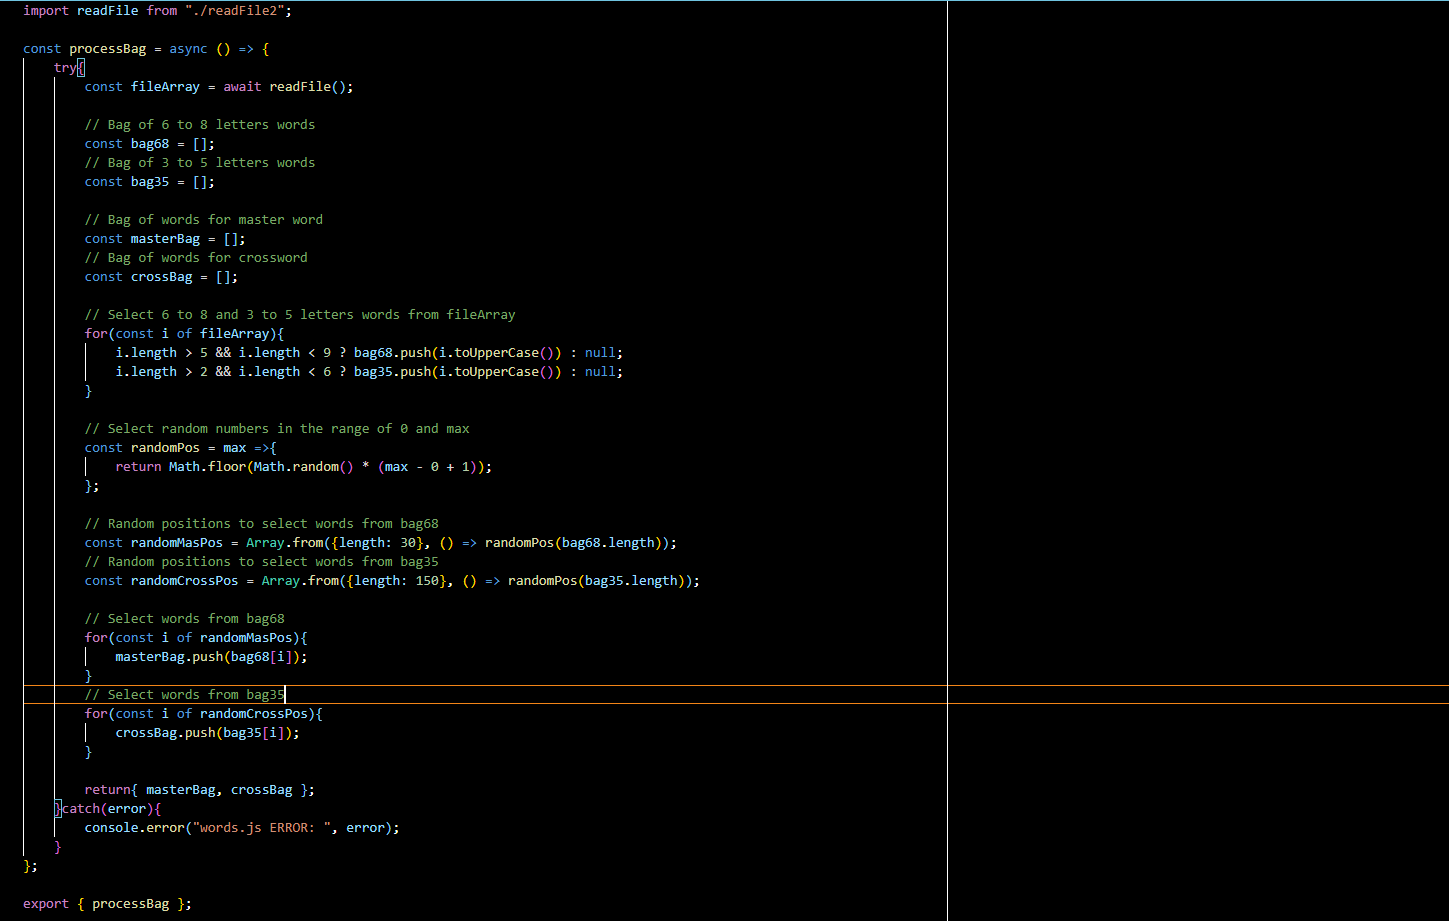 import readFile from "./readFile2";
const processBag = async () => {
try{
const fileArray = await readFile();
// Bag of 6 to 8 letters words
const bag68 = [];
// Bag of 3 to 5 letters words
const bag35 = [];
// Bag of words for master word
const masterBag = [];
// Bag of words for crossword
const crossBag = [];
// Select 6 to 8 and 3 to 5 letters words from fileArray
for(const i of fileArray){
i.length > 5 && i.length < 9 ? bag68.push(i.toUpperCase()) : null;
i.length > 2 && i.length < 6 ? bag35.push(i.toUpperCase()) : null;
}
// Select random numbers in the range of 0 and max
const randomPos = max =>{
return Math.floor(Math.random() * (max - 0 + 1));
};
// Random positions to select words from bag68
const randomMasPos = Array.from({length: 30}, () => randomPos(bag68.length));
// Random positions to select words from bag35
const randomCrossPos = Array.from({length: 150}, () => randomPos(bag35.length));
// Select words from bag68
for(const i of randomMasPos){
masterBag.push(bag68[i]);
}
// Select words from bag35
for(const i of randomCrossPos){
crossBag.push(bag35[i]);
}
return{ masterBag, crossBag };
}catch(error){
console.error("words.js ERROR: ", error);
}
};
export { processBag };